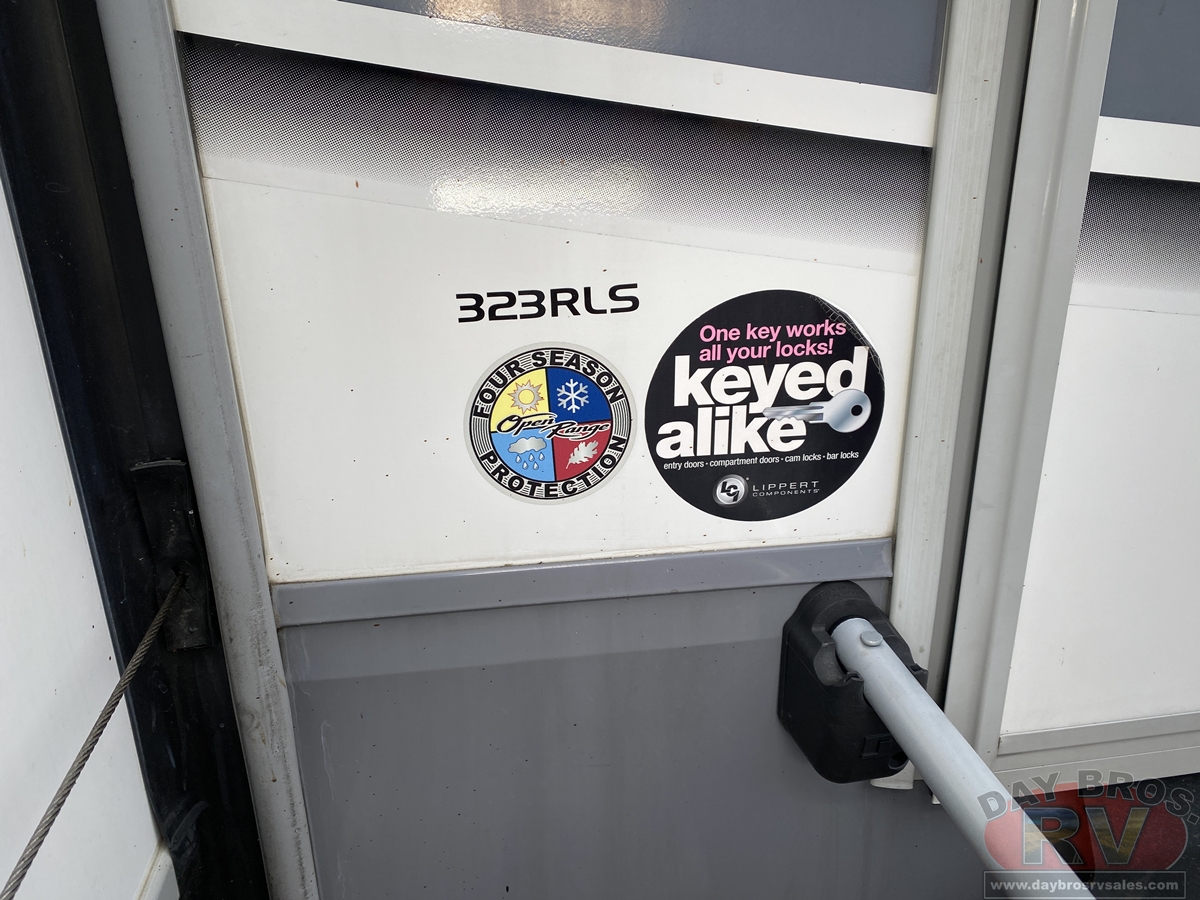 323RLS
FOUR SEASON
Open Range
PROTECTION
One key works
all your locks!
keyed
alike
entry doors • compartment doors • cam locks • bar locks
LCI LIPPERT
COMPONENTS
DAY BROS.
RV
www.daybrosrvsales.com